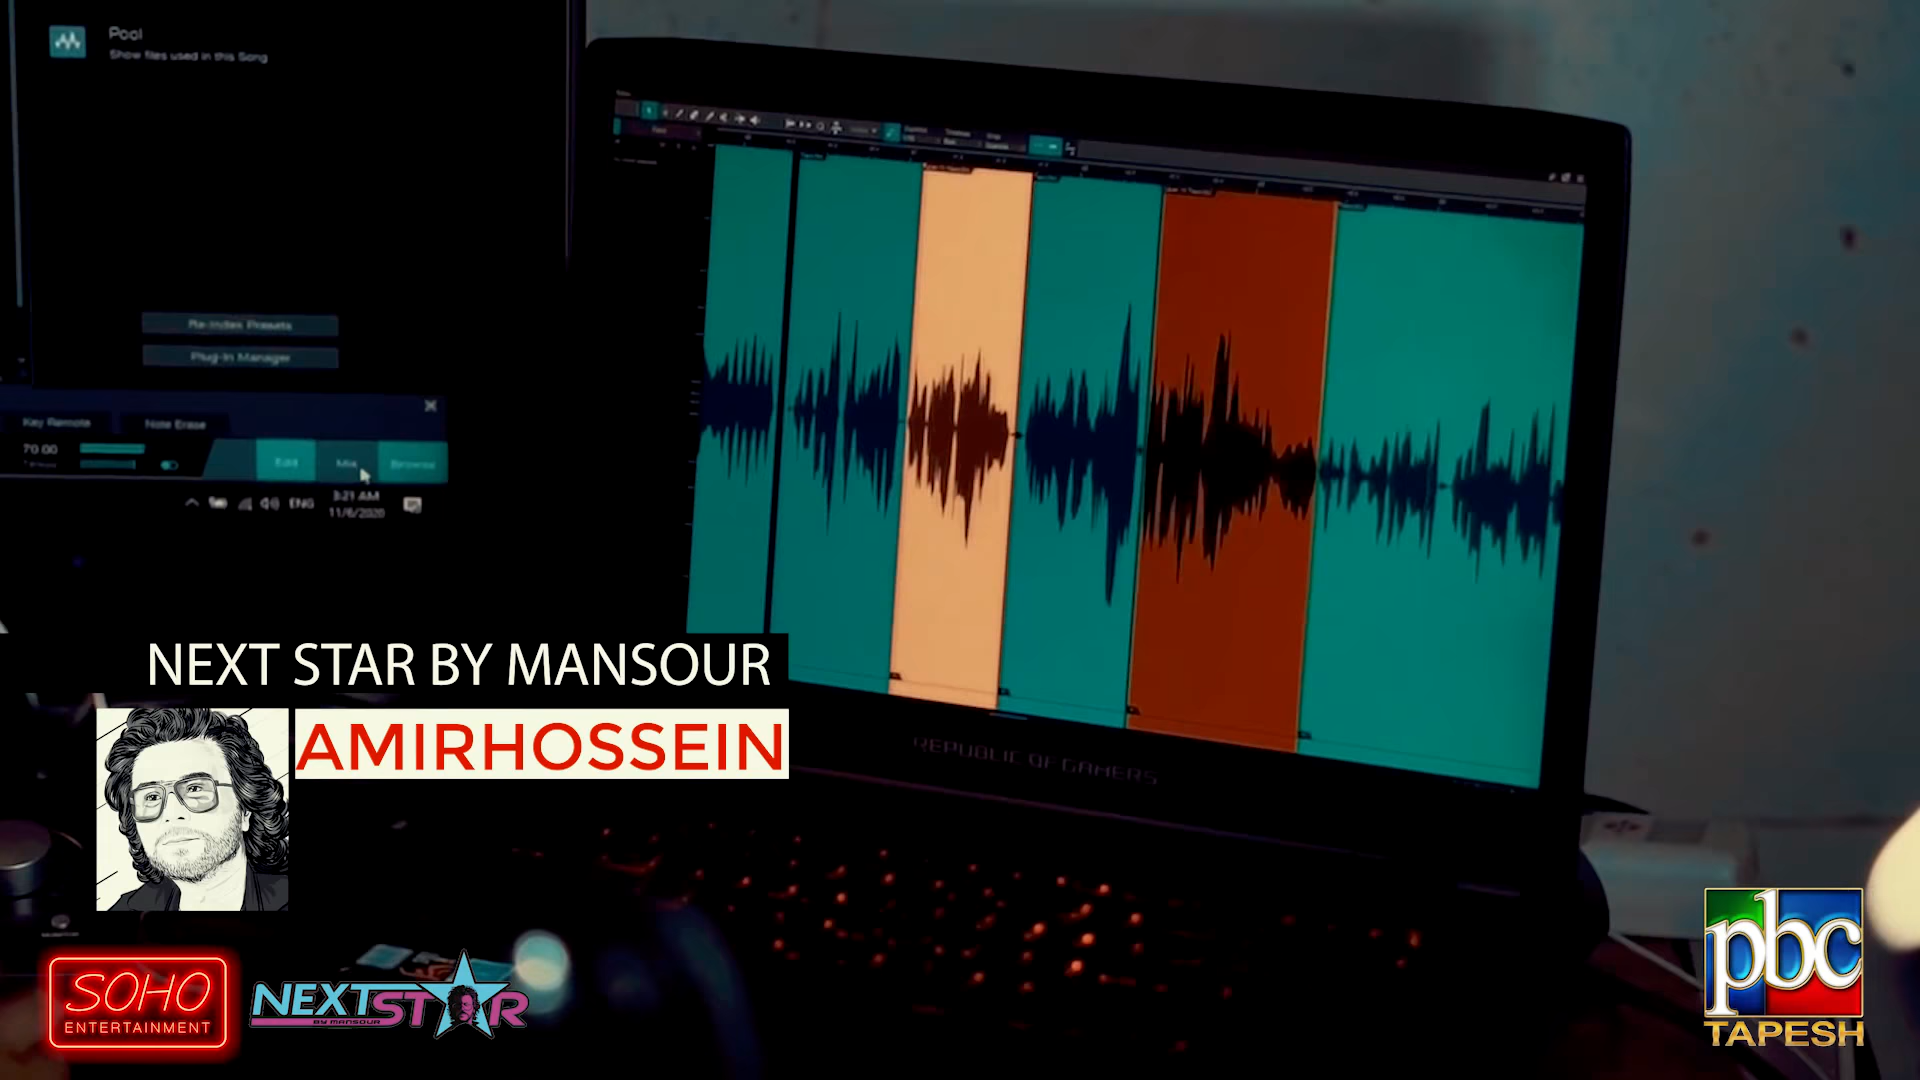 Pool
Show files used in this Song
Re-Index Presets
Plug-In Manager
Key Remote
Note Erase
70.00
Edit
Mix
Browse
ENG
3:21 AM
11/6/2020
REPUBLIC OF GAMERS
NEXT STAR BY MANSOUR
AMIRHOSSEIN
SOHO
ENTERTAINMENT
NEXT STAR
BY MANSOUR
pbc
TAPESH